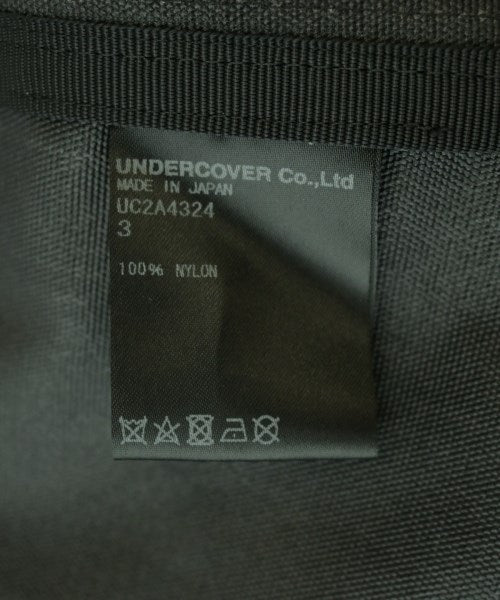 UNDERCOVER Co.,Ltd
MADE IN JAPAN
UC2A4324
3
100% NYLON